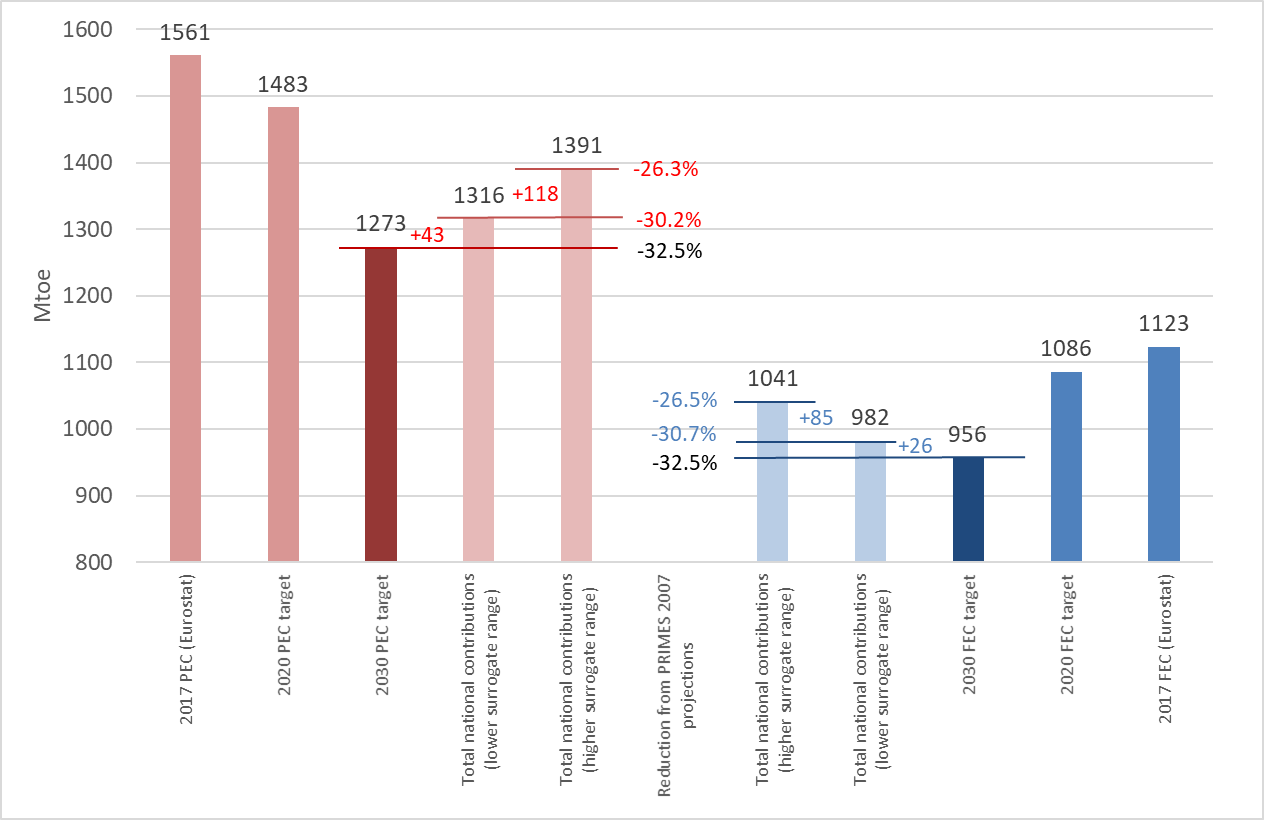 1600
1500
1400
1300
1200
1100
1000
900
800
Mtoe
1561
1483
1273
+43
1316
+118
1391
-26.3%
-30.2%
-32.5%
-26.5%
-30.7%
-32.5%
1041
+85
982
+26
956
1086
1123
2017 PEC (Eurostat)
2020 PEC target
2030 PEC target
Total national contributions
(lower surrogate range)
Total national contributions
(higher surrogate range)
Reduction from PRIMES 2007
projections
Total national contributions
(higher surrogate range)
Total national contributions
(lower surrogate range)
2030 FEC target
2020 FEC target
2017 FEC (Eurostat)